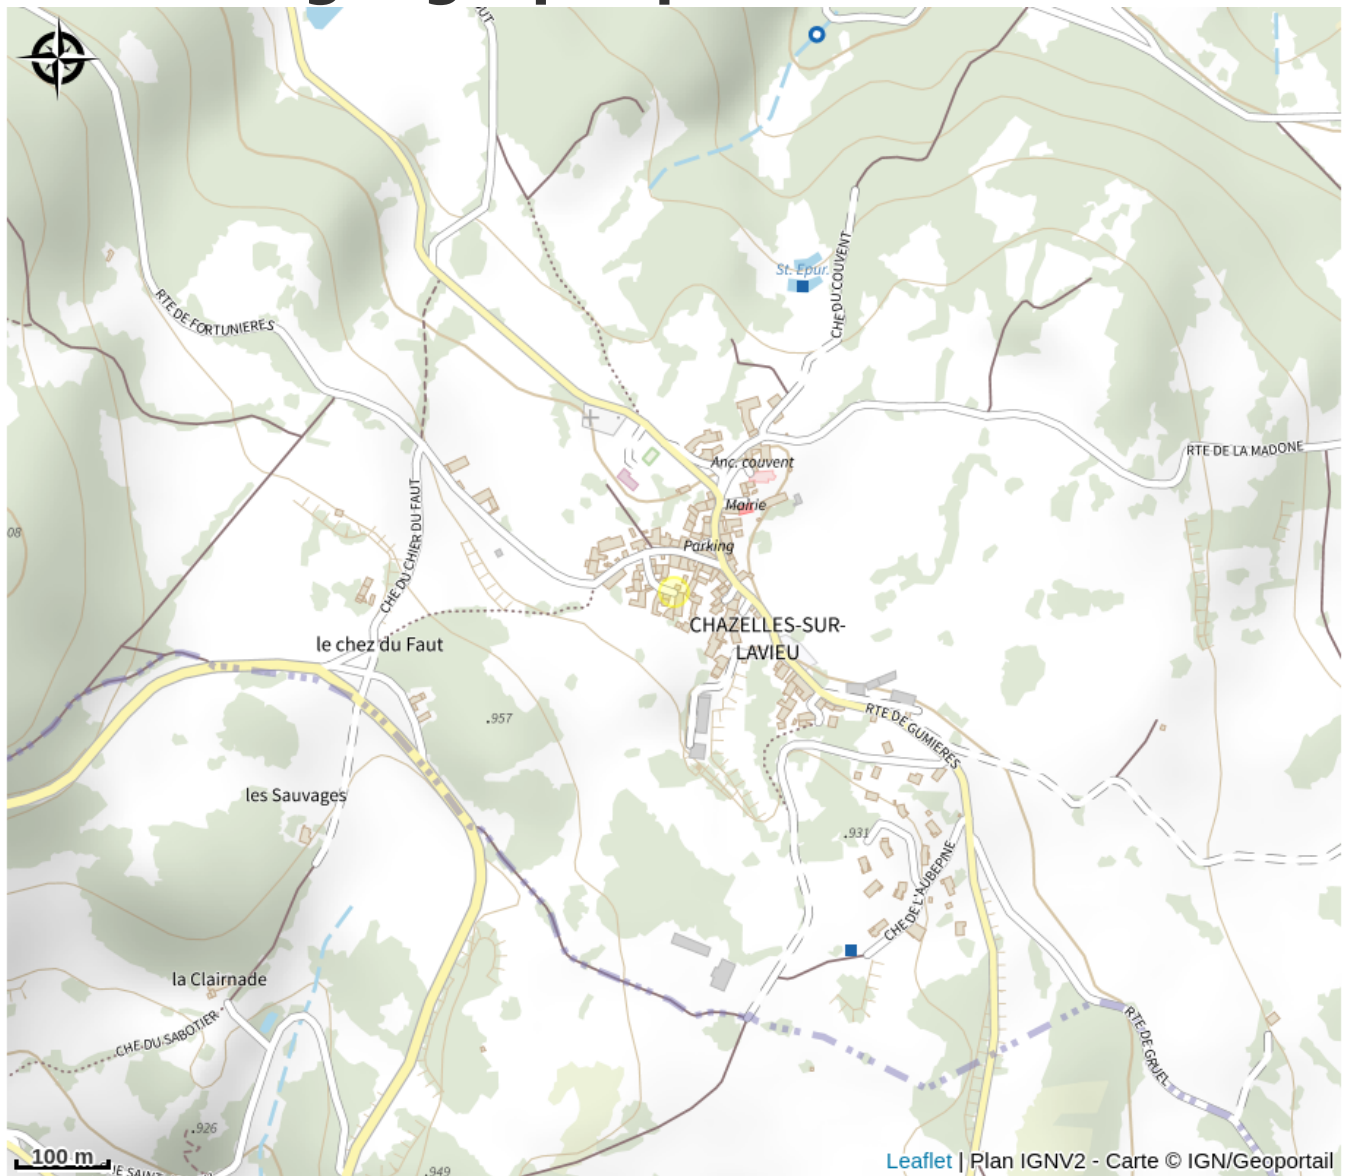 St. Epur.
CHE DU COUVENT
RTE DE FORTUNIERES
RTE DE LA MADONE
Anc. couvent
Mairie
CHE DU CHIER DU FAUT
08
Parking
CHAZELLES-SUR-
LAVIEU
le chez du Faut
.957
RTE DE GUMIERES
les Sauvages
.931
CHE DE L'AUBEPINE
la Clairnade
CHE DU SABOTIER
RTE DE GRUEL
.926
100 m
.949
Leaflet | Plan IGNV2 - Carte © IGN/Geoportail